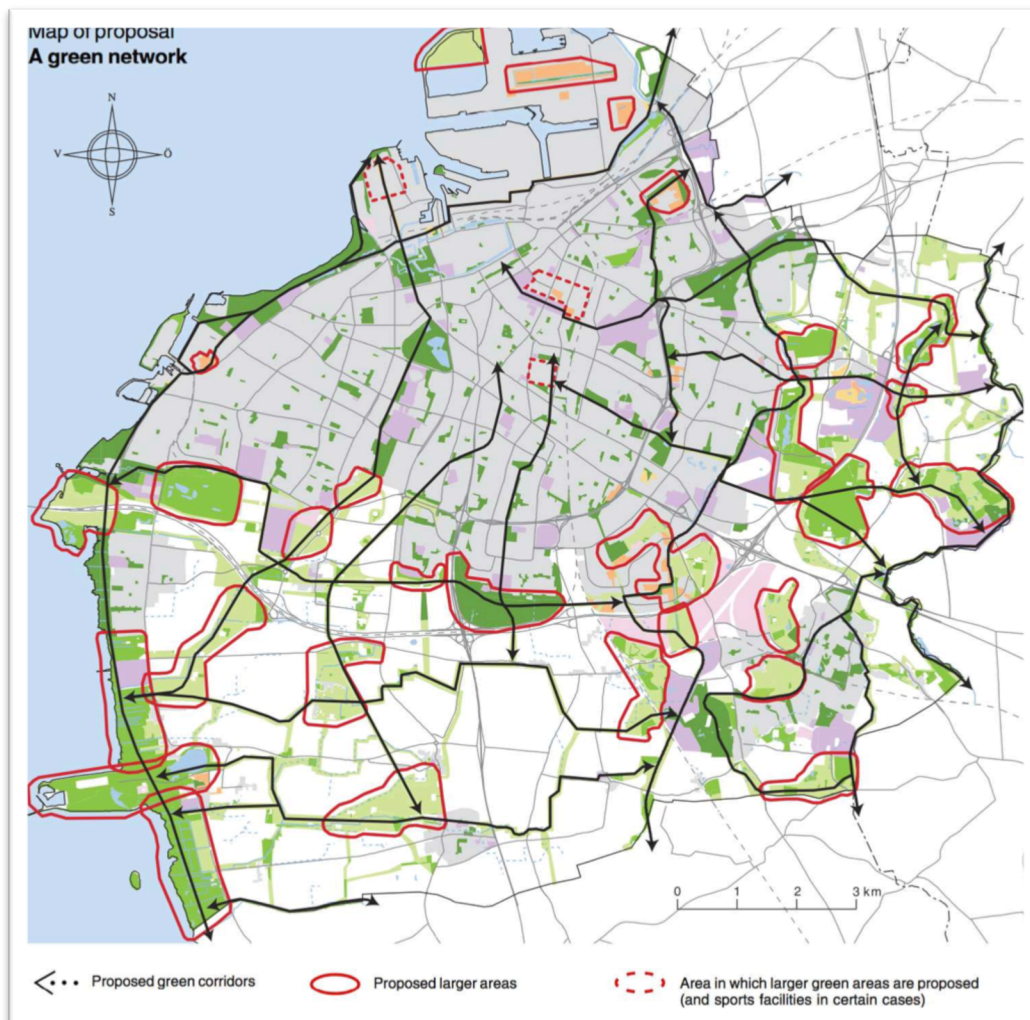 Map of proposal
A green network
N
V
Ö
S
0 1 2 3 km
Proposed green corridors
Proposed larger areas
Area in which larger green areas are proposed
(and sports facilities in certain cases)